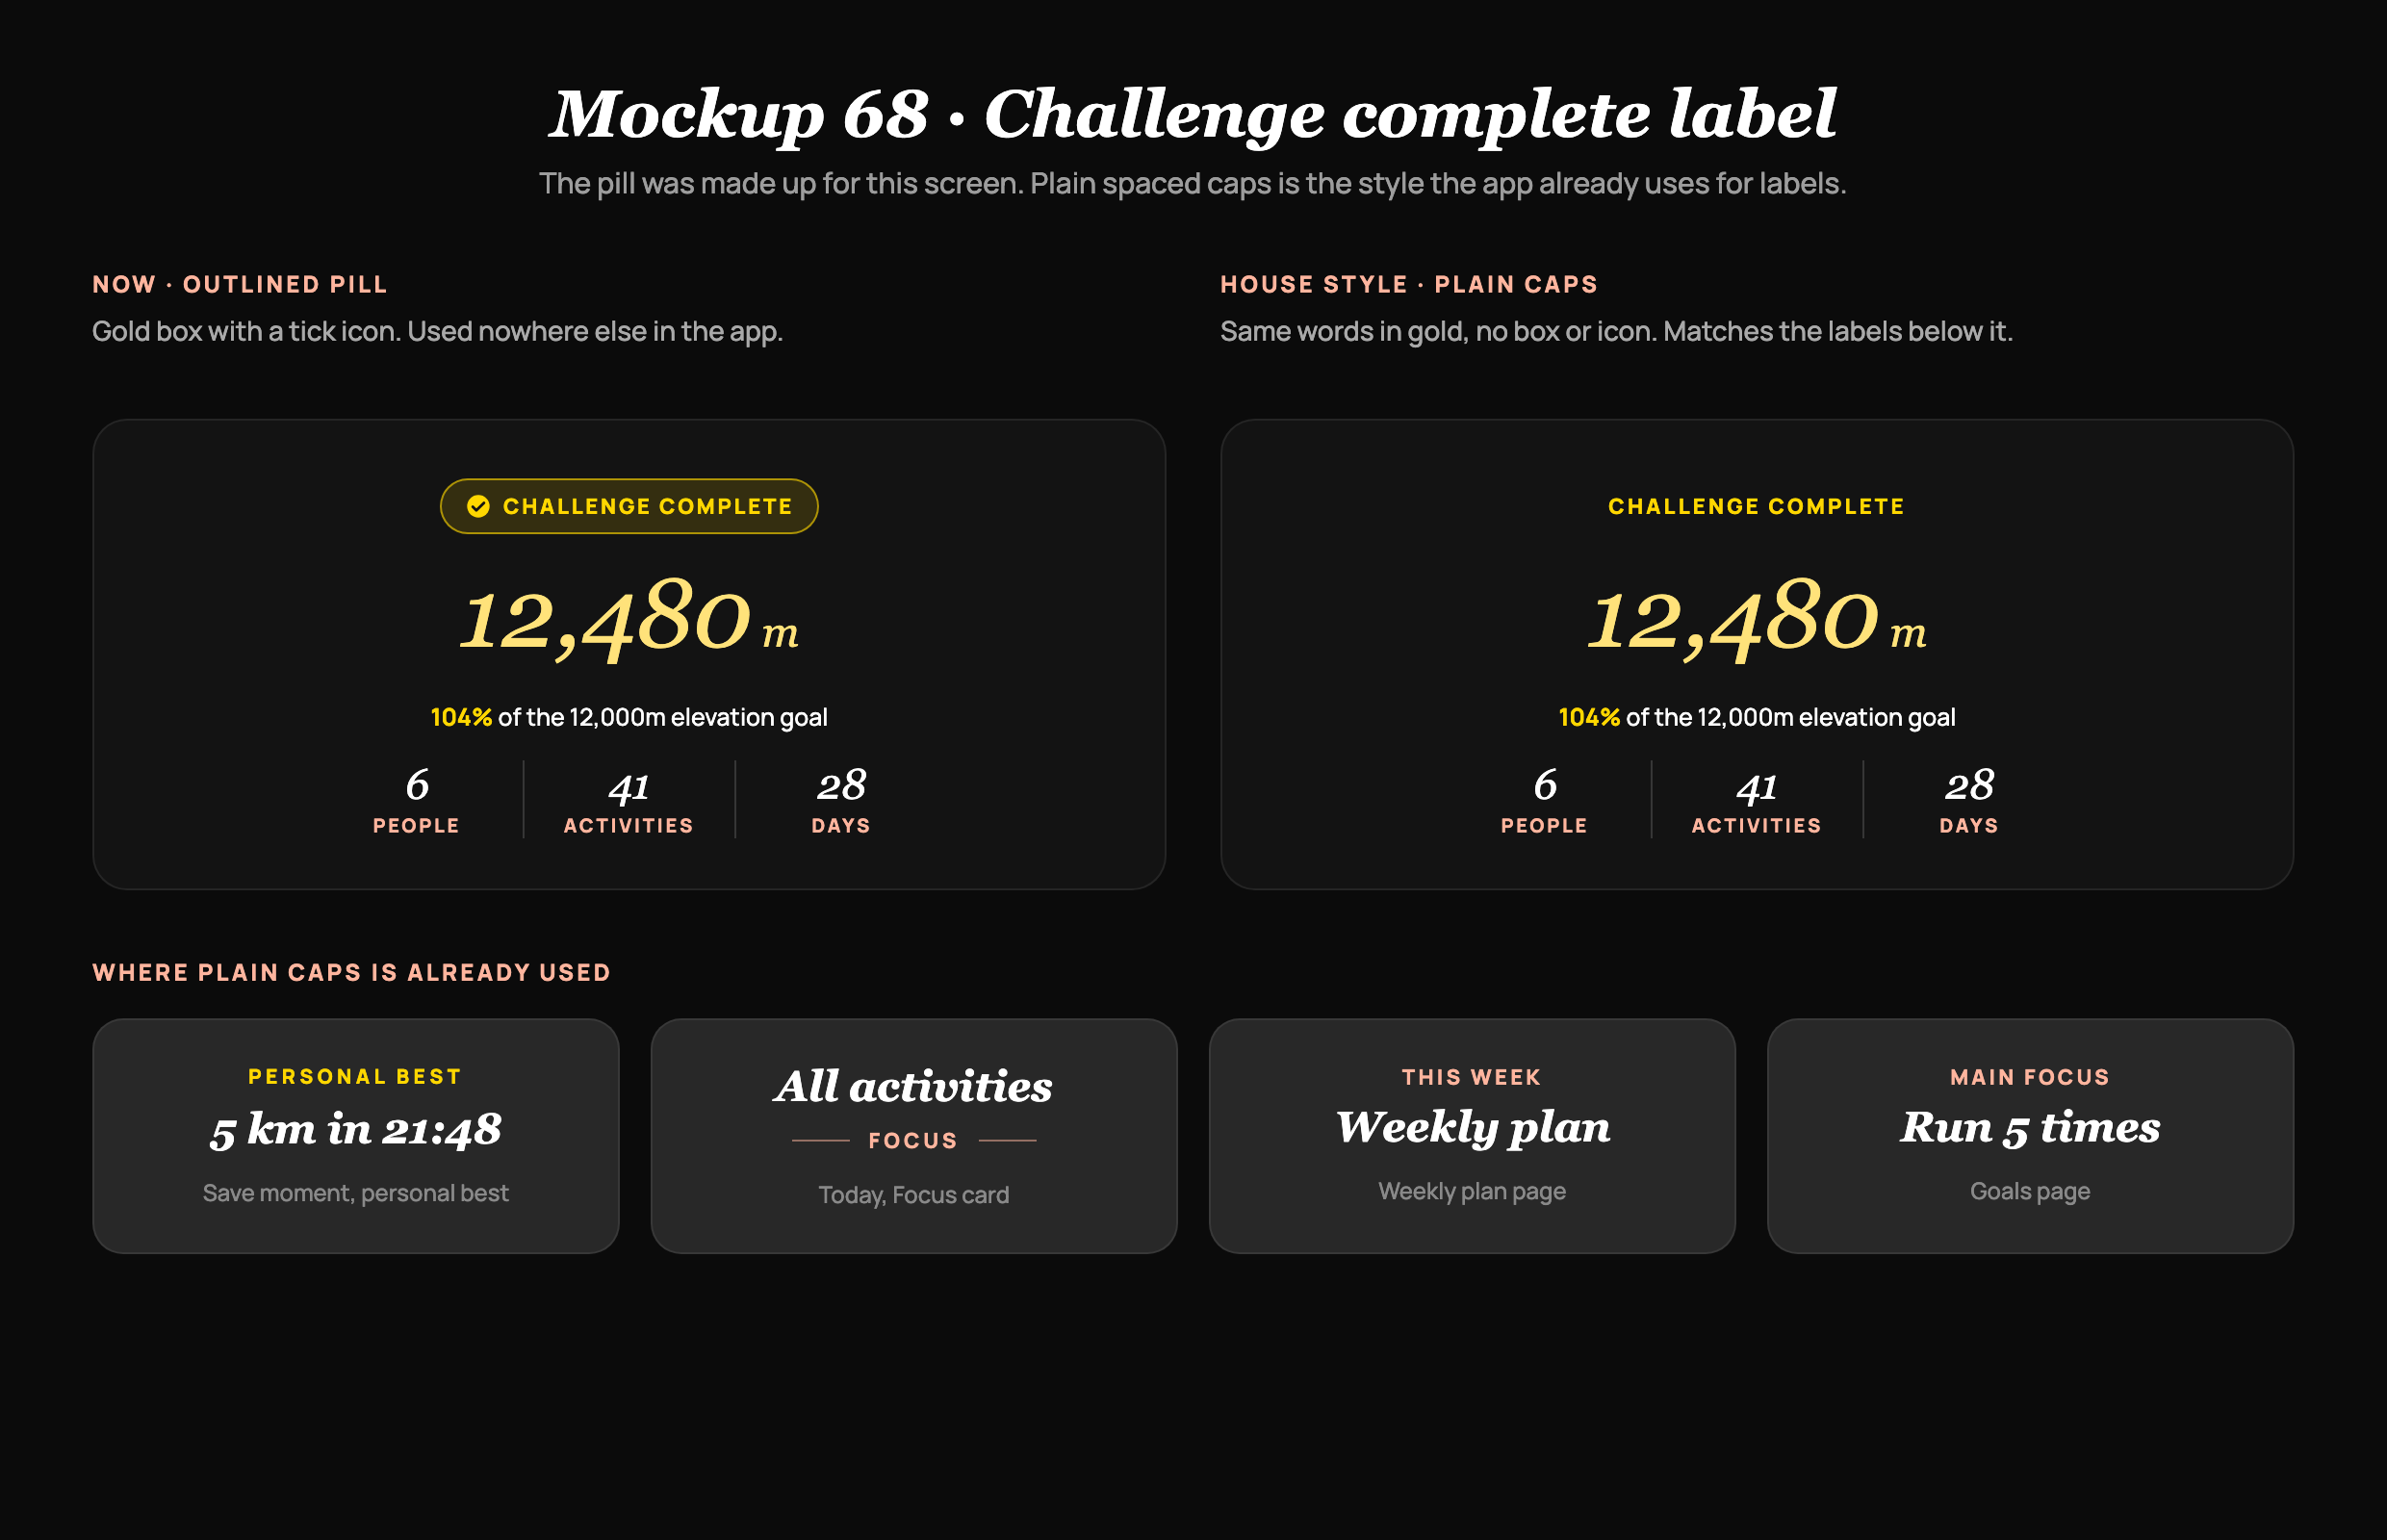 Mockup 68 · Challenge complete label
The pill was made up for this screen. Plain spaced caps is the style the app already uses for labels.
NOW · OUTLINED PILL
Gold box with a tick icon. Used nowhere else in the app.
HOUSE STYLE · PLAIN CAPS
Same words in gold, no box or icon. Matches the labels below it.
CHALLENGE COMPLETE
12,480 m
104% of the 12,000m elevation goal
6
PEOPLE
41
ACTIVITIES
28
DAYS
CHALLENGE COMPLETE
12,480 m
104% of the 12,000m elevation goal
6
PEOPLE
41
ACTIVITIES
28
DAYS
WHERE PLAIN CAPS IS ALREADY USED
PERSONAL BEST
5 km in 21:48
Save moment, personal best
All activities
FOCUS
Today, Focus card
THIS WEEK
Weekly plan
Weekly plan page
MAIN FOCUS
Run 5 times
Goals page